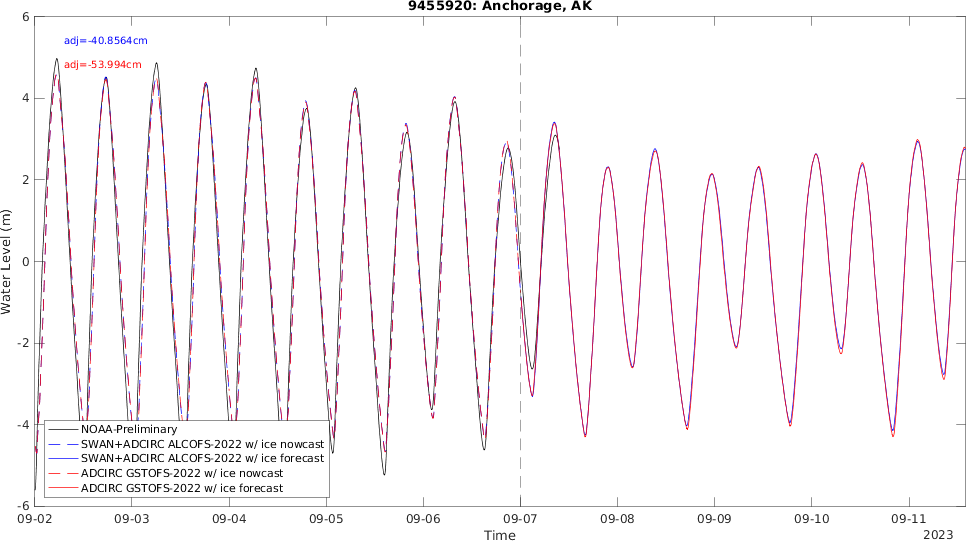 9455920: Anchorage, AK
adj=-40.8564cm
adj=-53.994cm
Water Level (m)
6
4
2
0
-2
-4
-6
NOAA-Preliminary
SWAN+ADCIRC ALCOFS-2022 w/ ice nowcast
SWAN+ADCIRC ALCOFS-2022 w/ ice forecast
ADCIRC GSTOFS-2022 w/ ice nowcast
ADCIRC GSTOFS-2022 w/ ice forecast
09-02 09-03 09-04 09-05 09-06 09-07 09-08 09-09 09-10 09-11
Time
2023